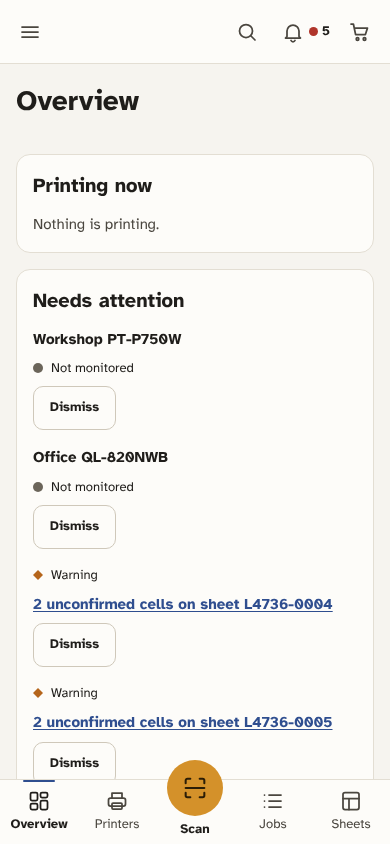 5
Overview
Printing now
Nothing is printing.
Needs attention
Workshop PT-P750W
Not monitored
Dismiss
Office QL-820NWB
Not monitored
Dismiss
Warning
2 unconfirmed cells on sheet L4736-0004
Dismiss
Warning
2 unconfirmed cells on sheet L4736-0005
Dismiss
Overview
Printers
Scan
Jobs
Sheets